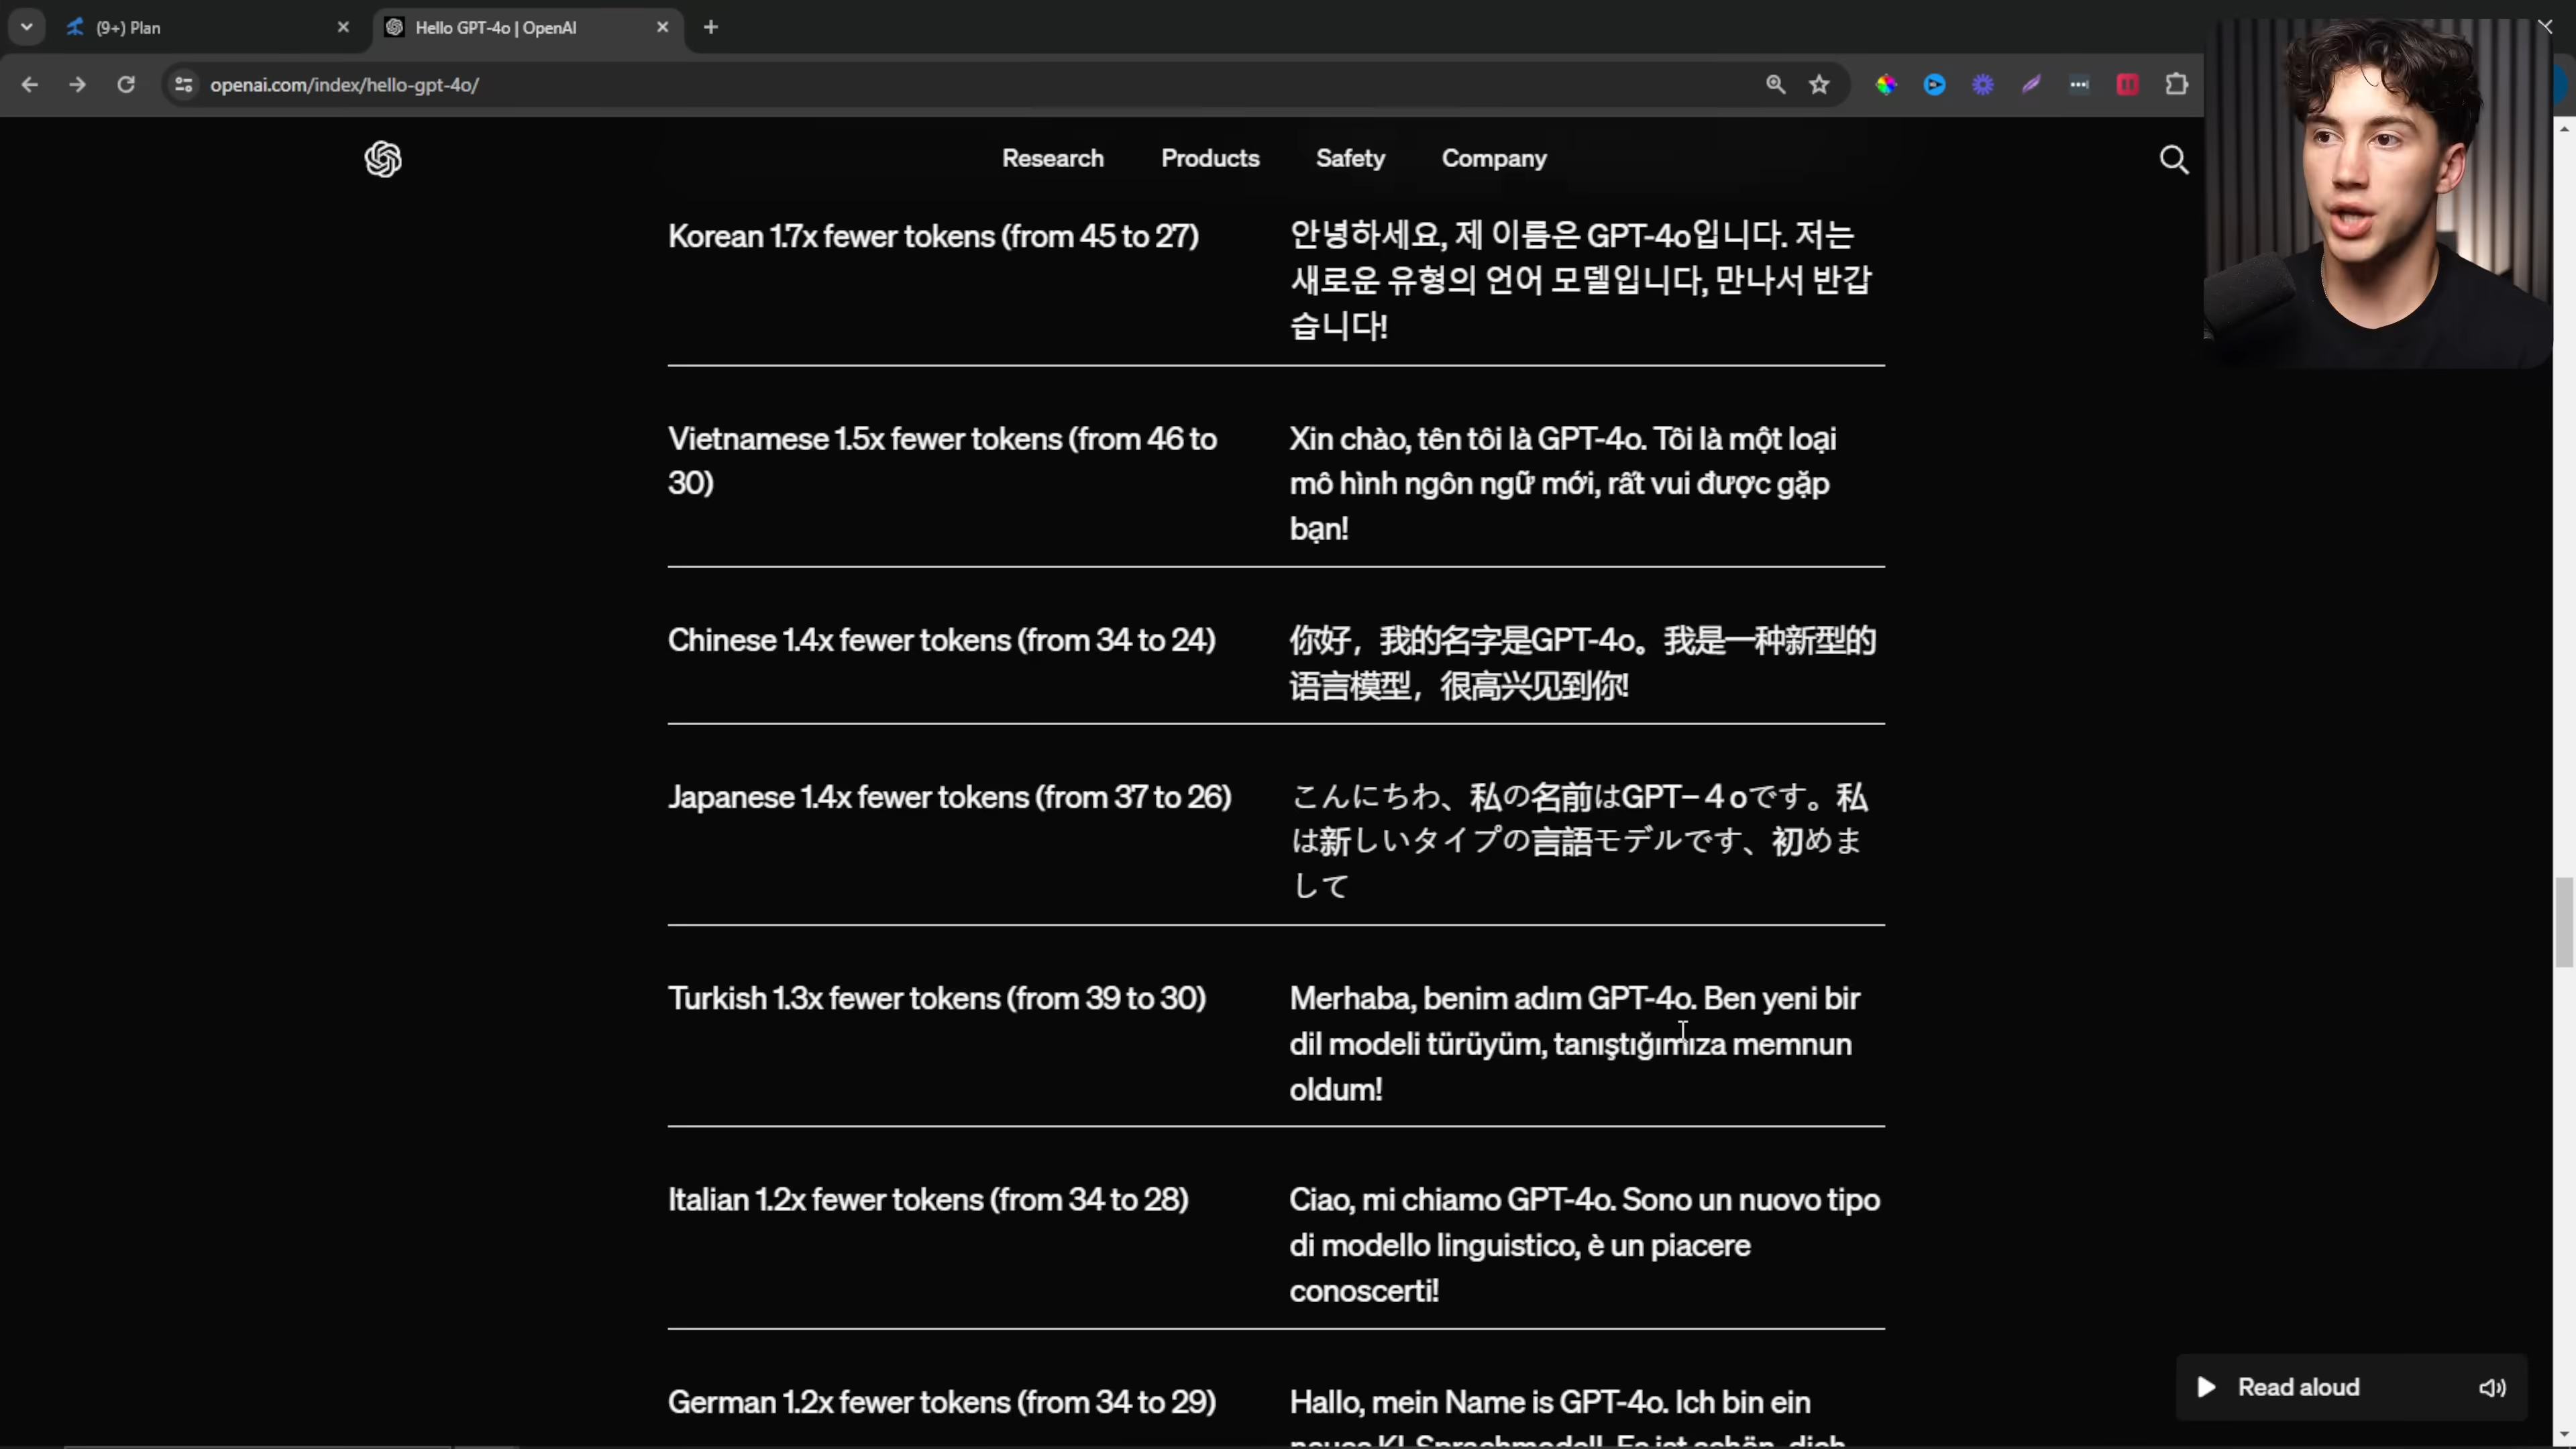 (9+) Plan
Hello GPT-4o | OpenAI
openai.com/index/hello-gpt-4o/
Research Products Safety Company
Korean 1.7x fewer tokens (from 45 to 27)
안녕하세요, 제 이름은 GPT-4o입니다. 저는
새로운 유형의 언어 모델입니다, 만나서 반갑
습니다!
Vietnamese 1.5x fewer tokens (from 46 to
30)
Xin chào, tên tôi là GPT-4o. Tôi là một loại
mô hình ngôn ngữ mới, rất vui được gặp
bạn!
Chinese 1.4x fewer tokens (from 34 to 24)
你好，我的名字是GPT-4o。我是一种新型的
语言模型，很高兴见到你!
Japanese 1.4x fewer tokens (from 37 to 26)
こんにちわ、私の名前はGPT−４oです。私
は新しいタイプの言語モデルです、初めま
して
Turkish 1.3x fewer tokens (from 39 to 30)
Merhaba, benim adım GPT-4o. Ben yeni bir
dil modeli türüyüm, tanıştığımıza memnun
oldum!
Italian 1.2x fewer tokens (from 34 to 28)
Ciao, mi chiamo GPT-4o. Sono un nuovo tipo
di modello linguistico, è un piacere
conoscerti!
German 1.2x fewer tokens (from 34 to 29)
Hallo, mein Name is GPT-4o. Ich bin ein
Read aloud